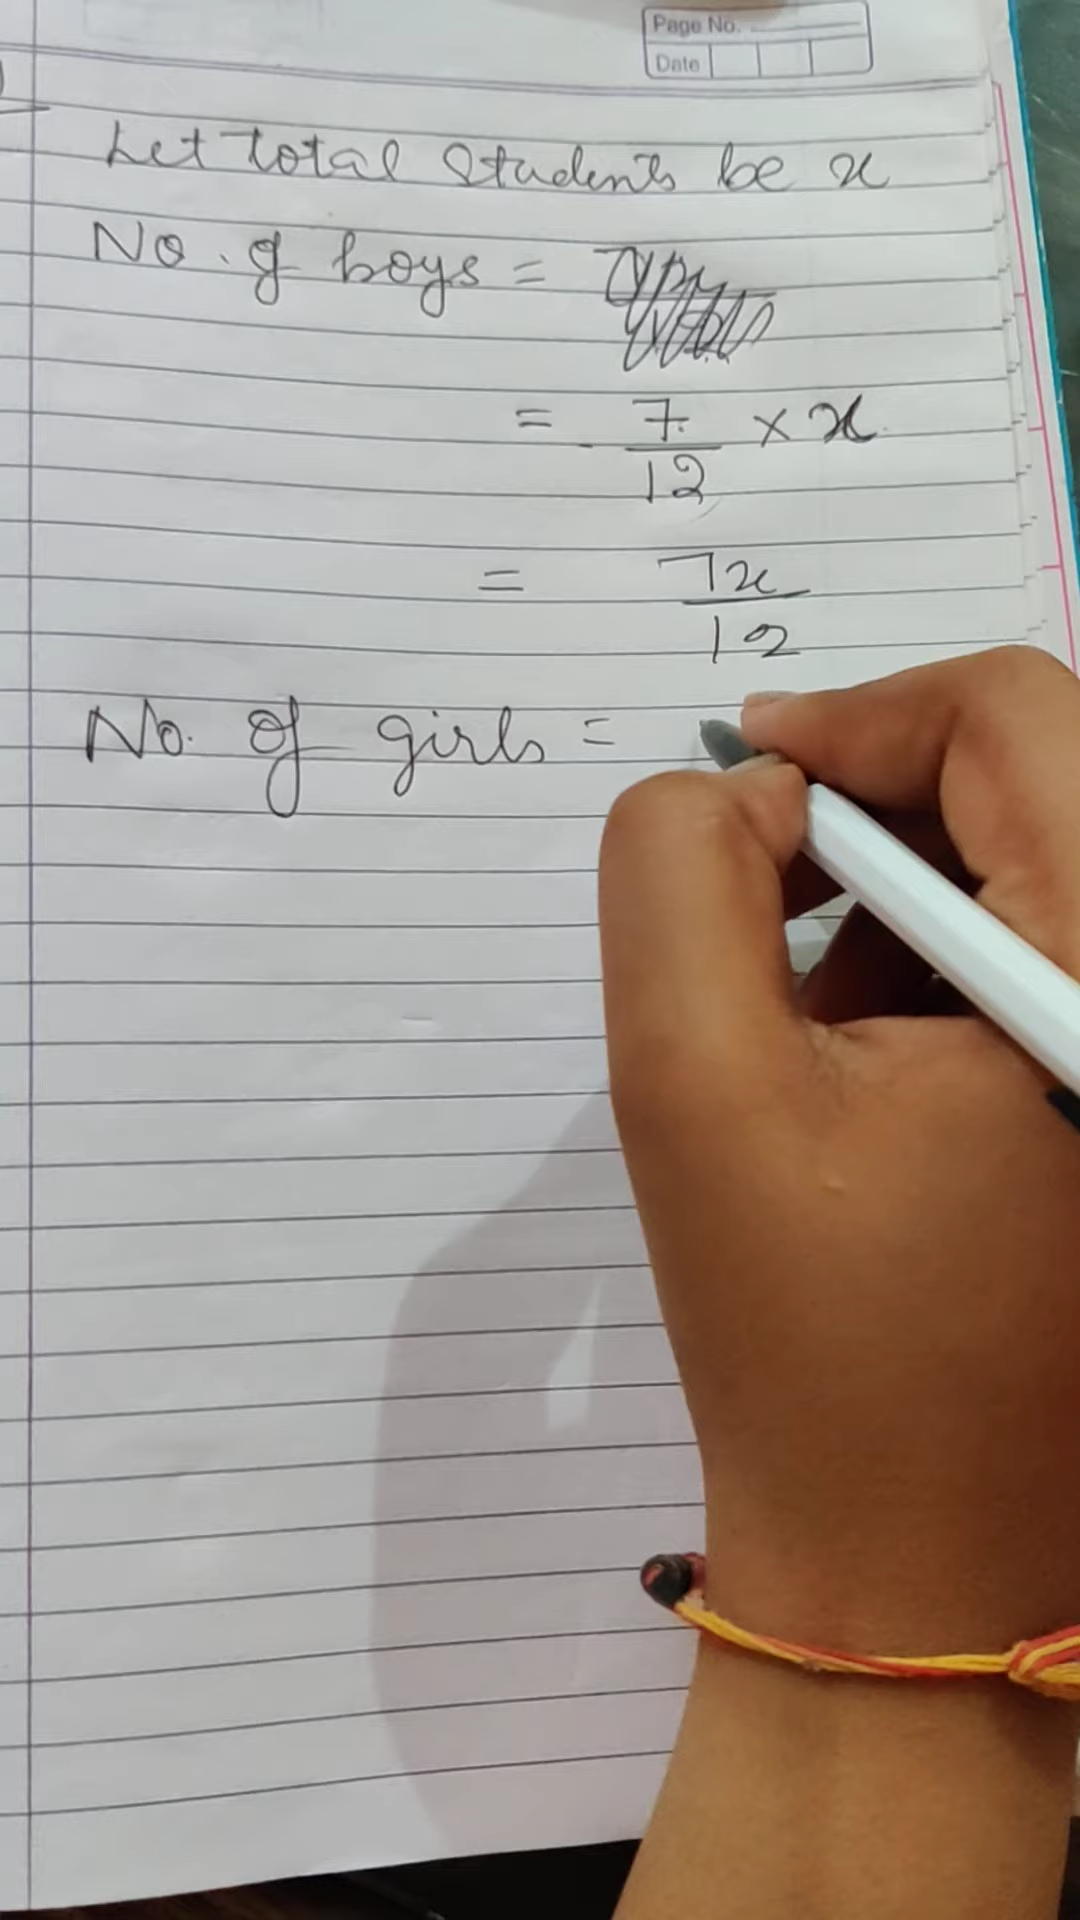 Page No.
Date
Let total Students be x
No. of boys =
= 7/12 × x
= 7x/12
No. of girls =